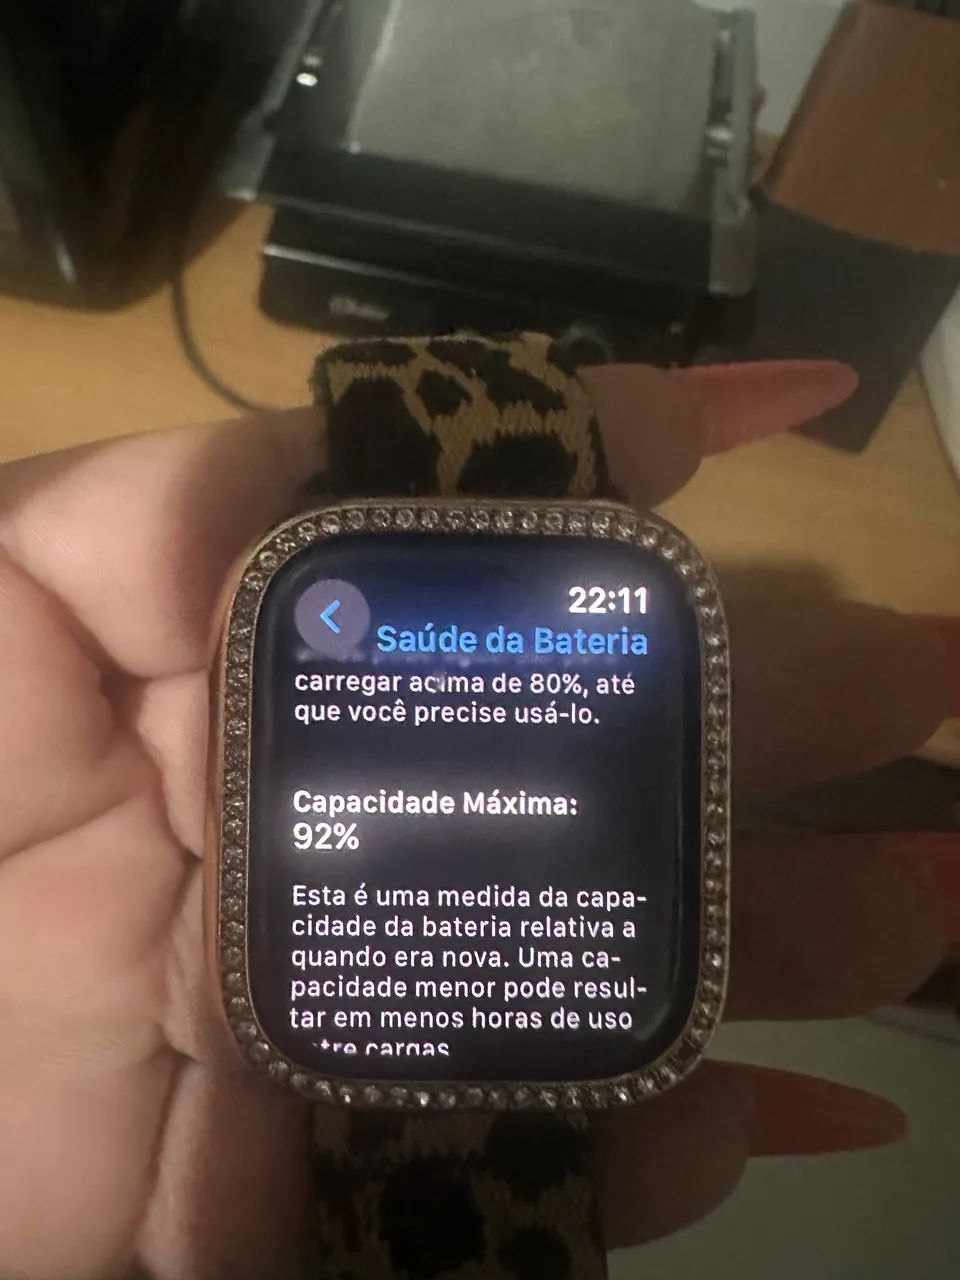 22:11
Saúde da Bateria
carregar acima de 80%, até
que você precise usá-lo.
Capacidade Máxima:
92%
Esta é uma medida da capa-
cidade da bateria relativa a
quando era nova. Uma ca-
pacidade menor pode resul-
tar em menos horas de uso
cargas